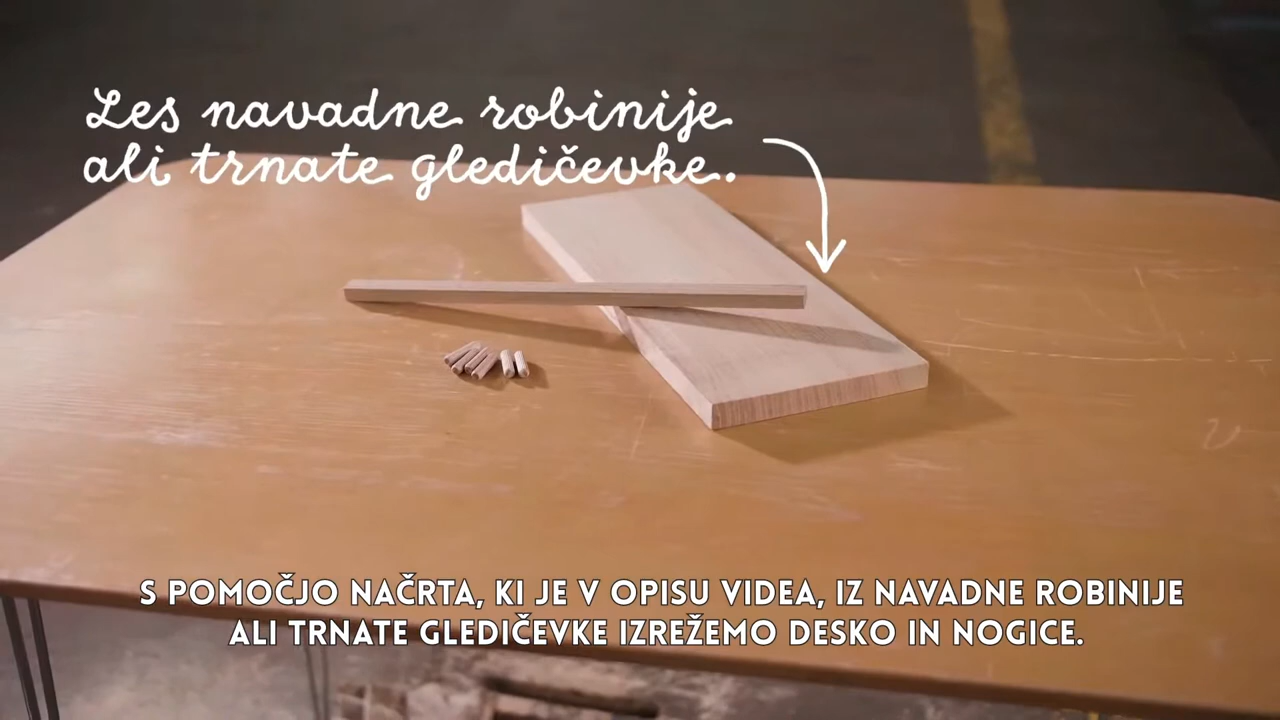 Les navadne robinije
ali trnate gledičevke.
S POMOČJO NAČRTA, KI JE V OPISU VIDEA, IZ NAVADNE ROBINIJE
ALI TRNATE GLEDIČEVKE IZREŽEMO DESKO IN NOGICE.